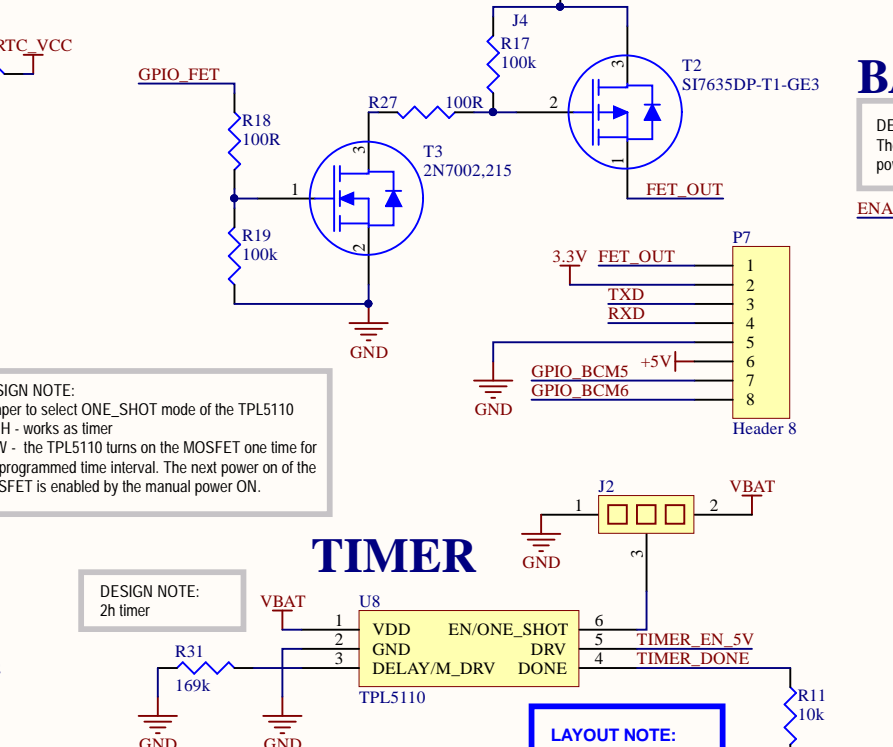 J4
RTC_VCC
R17
100k
3
T2
SI7635DP-T1-GE3
GPIO_FET
R27
100R
2
R18
100R
3
T3
2N7002,215
1
1
FET_OUT
R19
100k
2
GND
P7
3.3V
FET_OUT
1
2
TXD
3
RXD
4
5
+5V
6
GPIO_BCM5
7
GPIO_BCM6
8
GND
Header 8
SIGN NOTE:
per to select ONE_SHOT mode of the TPL5110
H - works as timer
W - the TPL5110 turns on the MOSFET one time for
programmed time interval. The next power on of the
SFET is enabled by the manual power ON.
BA
DE
Th
pow
ENA
J2
VBAT
1
2
GND
3
TIMER
DESIGN NOTE:
2h timer
VBAT
U8
1
VDD
EN/ONE_SHOT
6
2
GND
DRV
5
TIMER_EN_5V
3
DELAY/M_DRV
DONE
4
TIMER_DONE
TPL5110
R31
169k
GND
GND
R11
10k
LAYOUT NOTE: